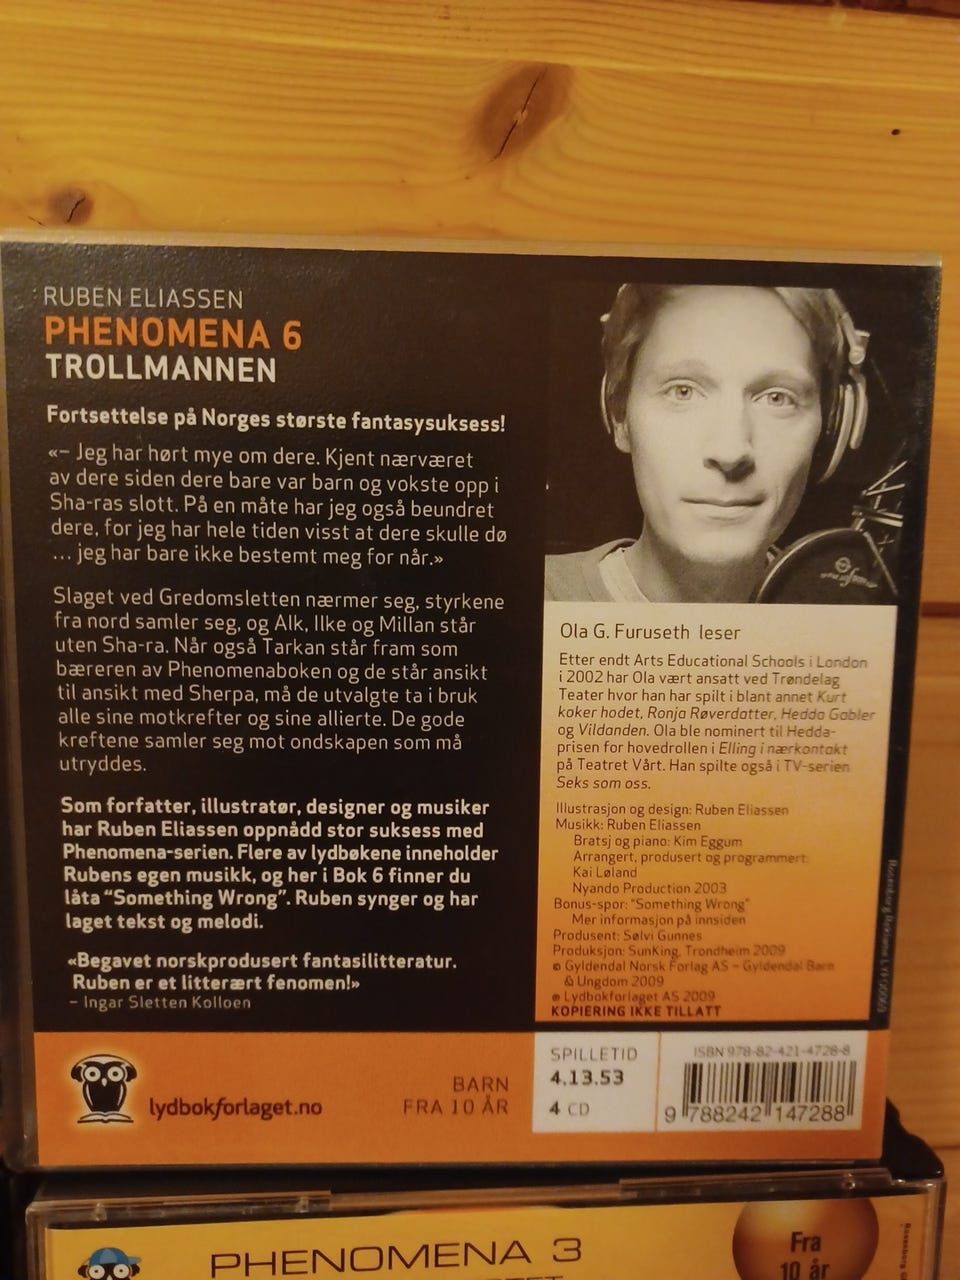 RUBEN ELIASSEN
PHENOMENA 6
TROLLMANNEN
Fortsettelse på Norges største fantasysuksess!
«– Jeg har hørt mye om dere. Kjent nærværet
av dere siden dere bare var barn og vokste opp i
Sha-ras slott. På en måte har jeg også beundret
dere, for jeg har hele tiden visst at dere skulle dø
... jeg har bare ikke bestemt meg for når.»
Slaget ved Gredomsletten nærmer seg, styrkene
fra nord samler seg, og Alk, Ilke og Millan står
uten Sha-ra. Når også Tarkan står fram som
bæreren av Phenomenaboken og de står ansikt
til ansikt med Sherpa, må de utvalgte ta i bruk
alle sine motkrefter og sine allierte. De gode
kreftene samler seg mot ondskapen som må
utryddes.
Som forfatter, illustratør, designer og musiker
har Ruben Eliassen oppnådd stor suksess med
Phenomena-serien. Flere av lydbøkene inneholder
Rubens egen musikk, og her i Bok 6 finner du
låta "Something Wrong". Ruben synger og har
laget tekst og melodi.
«Begavet norskprodusert fantasilitteratur.
Ruben er et litterært fenomen!»
– Ingar Sletten Kolloen
Ola G. Furuseth leser
Etter endt Arts Educational Schools i London
i 2002 har Ola vært ansatt ved Trøndelag
Teater hvor han har spilt i blant annet Kurt
koker hodet, Ronja Røverdatter, Hedda Gabler
og Vildanden. Ola ble nominert til Hedda-
prisen for hovedrollen i Elling i nærkontakt
på Teatret Vårt. Han spilte også i TV-serien
Seks som oss.
Illustrasjon og design: Ruben Eliassen
Musikk: Ruben Eliassen
Bratsj og piano: Kim Eggum
Arrangert, produsert og programmert:
Kai Løland
Nyando Production 2003
Bonus-spor: "Something Wrong"
Mer informasjon på innsiden
Produsent: Sølvi Gunnes
Produksjon: SunKing, Trondheim 2009
© Gyldendal Norsk Forlag AS – Gyldendal Barn
& Ungdom 2009
℗ Lydbokforlaget AS 2009
KOPIERING IKKE TILLATT
lydbokforlaget.no
BARN
FRA 10 ÅR
SPILLETID
4.13.53
4 CD
ISBN 978-82-421-4728-8
9 788242 147288
PHENOMENA 3
Fra
10 år